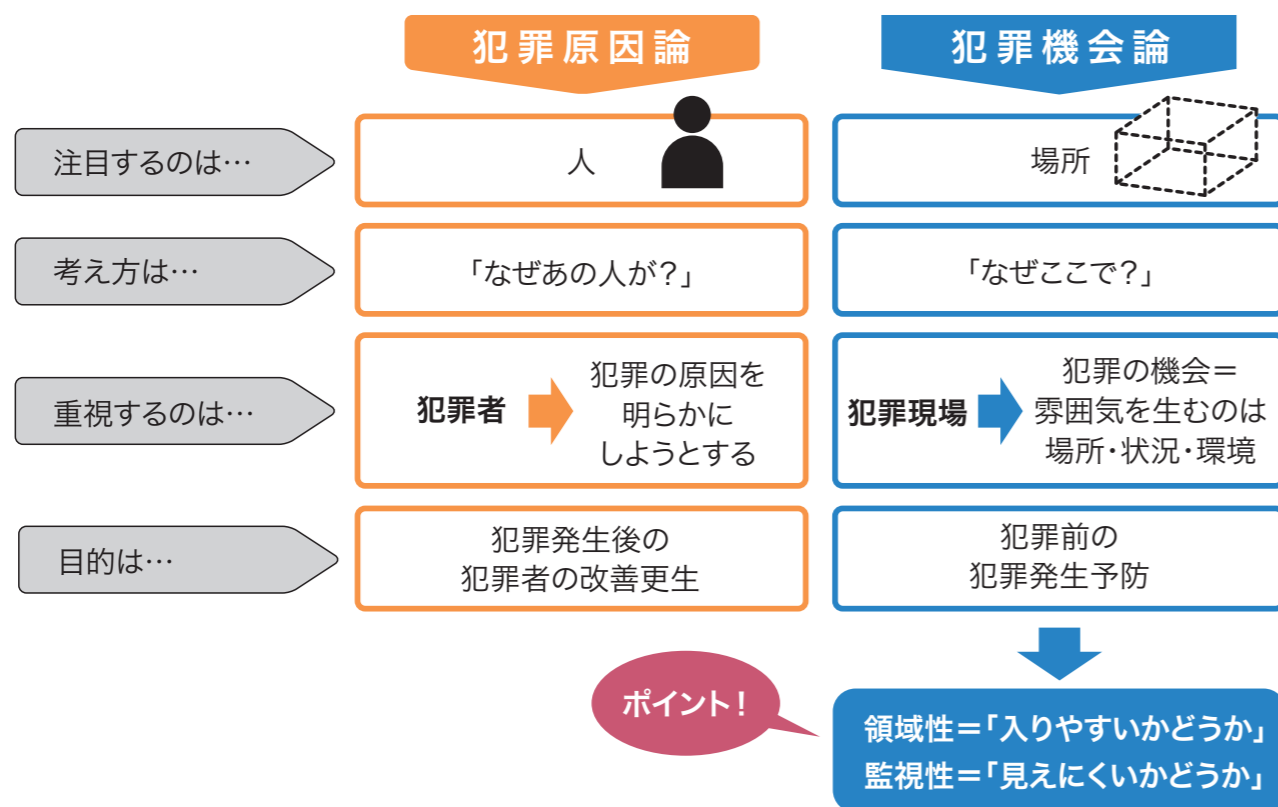 犯罪原因論
犯罪機会論
注目するのは…
人
場所
考え方は…
「なぜあの人が?」
「なぜここで?」
重視するのは…
犯罪者
犯罪の原因を
明らかに
しようとする
犯罪現場
犯罪の機会=
雰囲気を生むのは
場所・状況・環境
目的は…
犯罪発生後の
犯罪者の改善更生
犯罪前の
犯罪発生予防
ポイント!
領域性=「入りやすいかどうか」
監視性=「見えにくいかどうか」